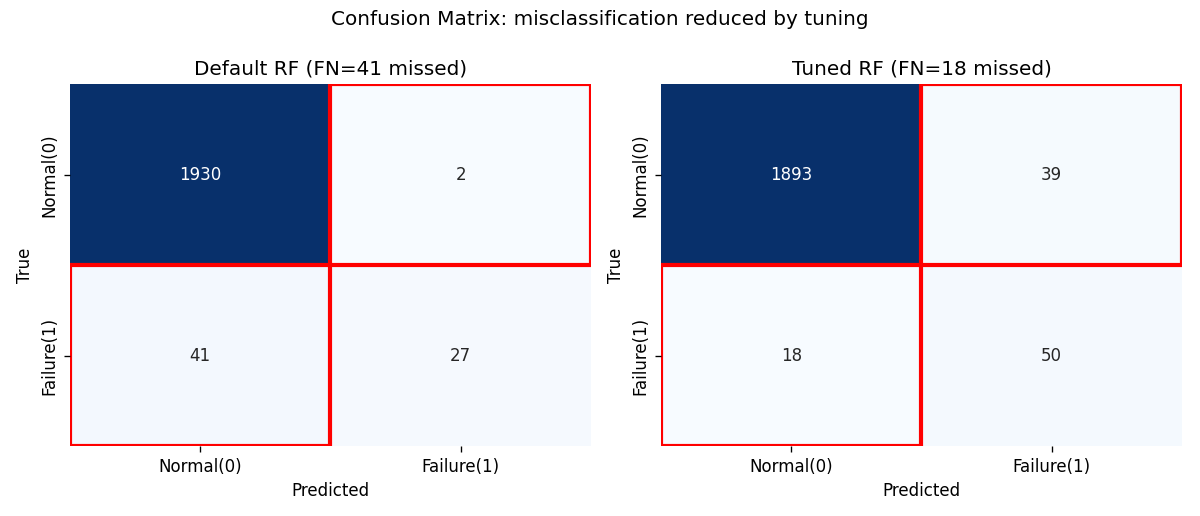 Confusion Matrix: misclassification reduced by tuning
Default RF (FN=41 missed)
Normal(0)
1930
2
True
Failure(1)
41
27
Normal(0)
Failure(1)
Predicted
Tuned RF (FN=18 missed)
Normal(0)
1893
39
True
Failure(1)
18
50
Normal(0)
Failure(1)
Predicted